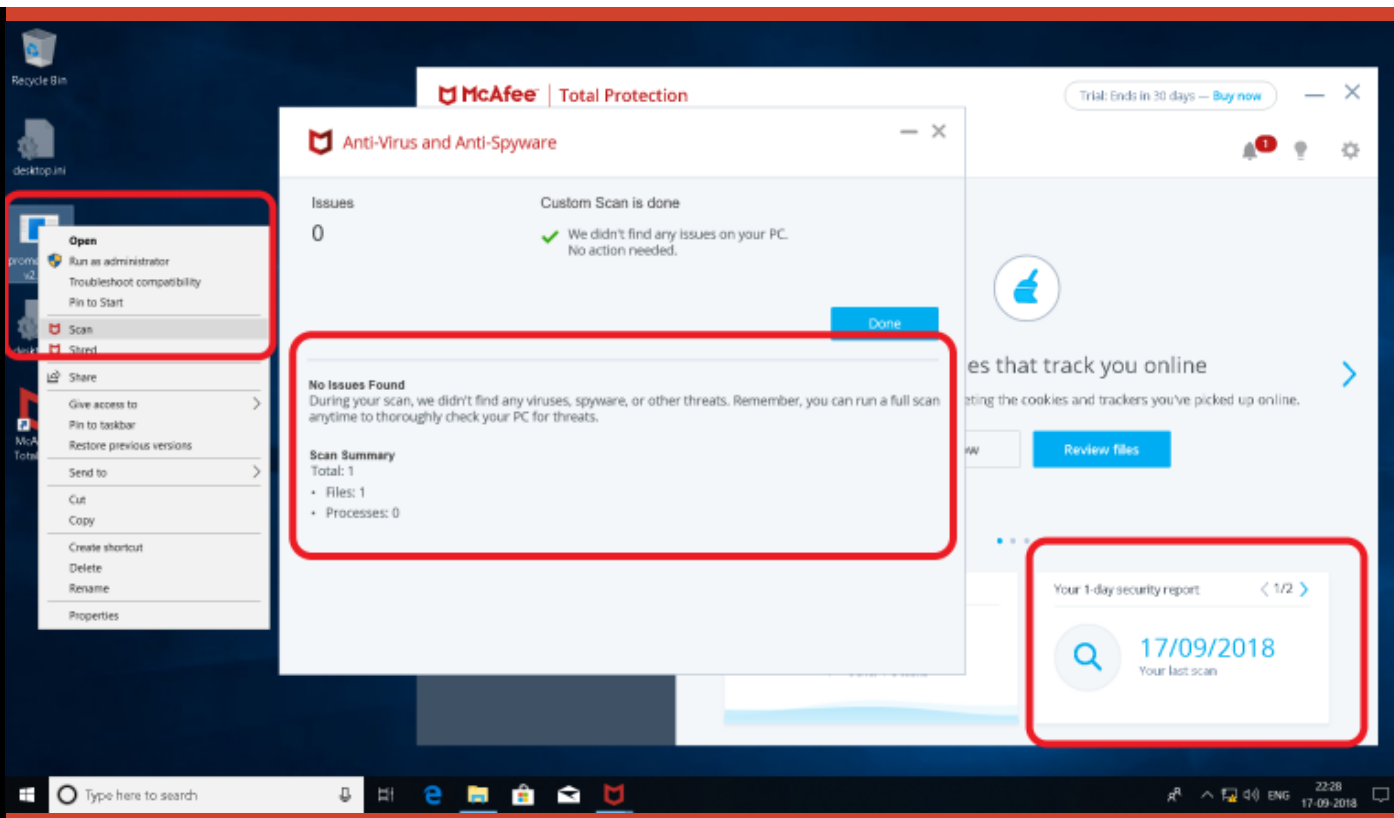 Recycle Bin
desktop.ini
Open
Run as administrator
Troubleshoot compatibility
Pin to Start
Scan
Shred
Share
Give access to
Pin to taskbar
Restore previous versions
Send to
Cut
Copy
Create shortcut
Delete
Rename
Properties
McAfee | Total Protection
Trial: Ends in 30 days — Buy now
1
Anti-Virus and Anti-Spyware
Issues
0
Custom Scan is done
We didn't find any issues on your PC.
No action needed.
Done
No Issues Found
During your scan, we didn't find any viruses, spyware, or other threats. Remember, you can run a full scan
anytime to thoroughly check your PC for threats.
Scan Summary
Total: 1
• Files: 1
• Processes: 0
es that track you online
eting the cookies and trackers you've picked up online.
ow
Review files
Your 1-day security report
1/2
17/09/2018
Your last scan
Type here to search
ENG
22:28
17-09-2018